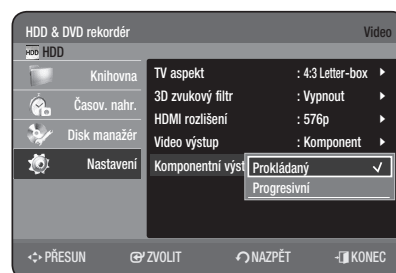 HDD & DVD rekordér Video
HDD HDD
Knihovna
Časov. nahr.
Disk manažér
Nastavení
TV aspekt : 4:3 Letter-box
3D zvukový filtr : Vypnout
HDMI rozlišení : 576p
Video výstup : Komponent
Komponentní výst
Prokládaný
Progresivní
PŘESUN ZVOLIT NAZPĚT KONEC